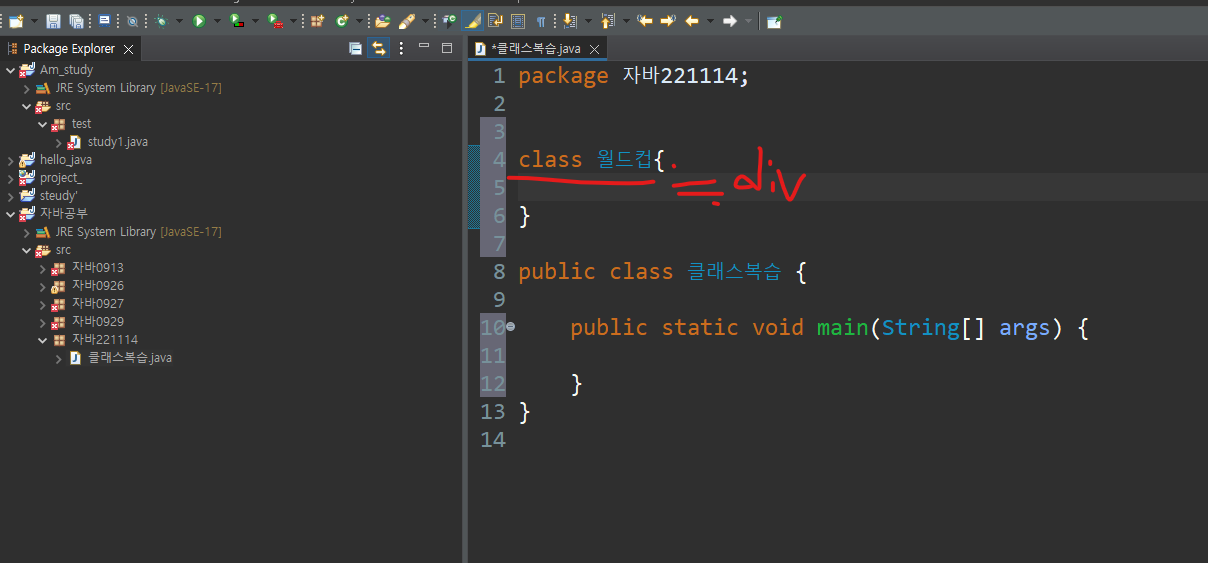 Package Explorer
Am_study
JRE System Library [JavaSE-17]
src
test
study1.java
hello_java
project_
steudy'
자바공부
JRE System Library [JavaSE-17]
src
자바0913
자바0926
자바0927
자바0929
자바221114
클래스복습.java
*클래스복습.java
1 package 자바221114;
2
3
4 class 월드컵{ ≒ div
5
6 }
7
8 public class 클래스복습 {
9
10 public static void main(String[] args) {
11
12 }
13 }
14